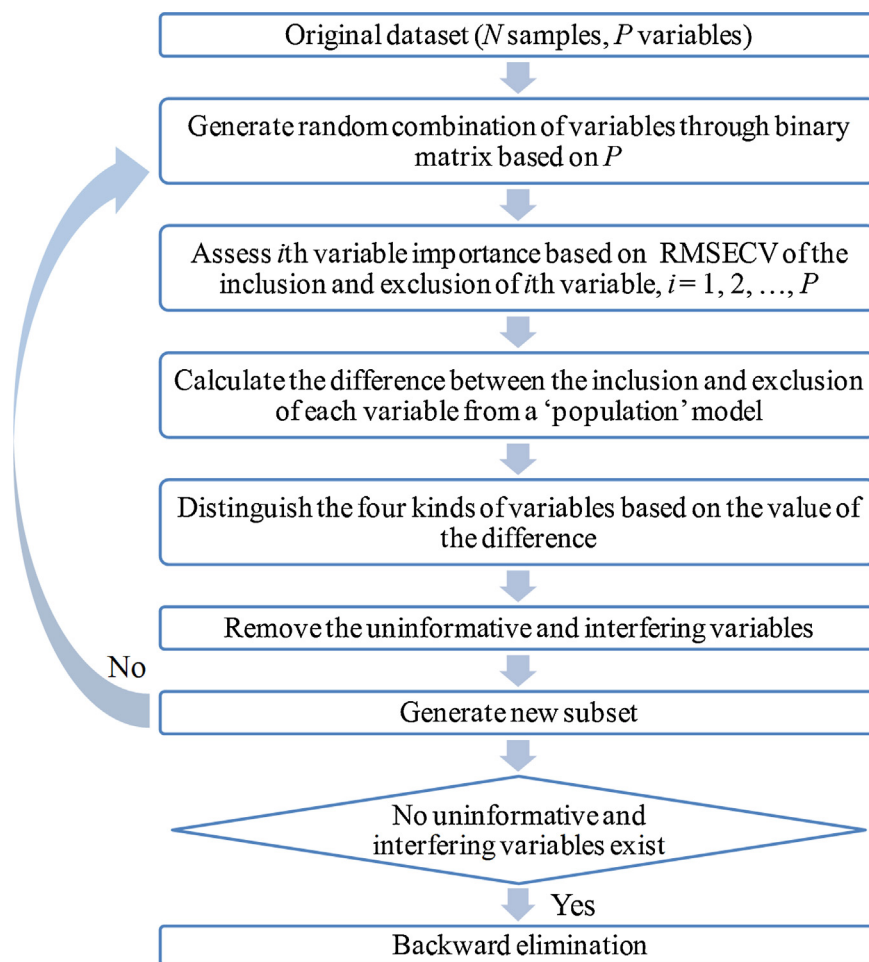 Original dataset (N samples, P variables)
Generate random combination of variables through binary
matrix based on P
Assess ith variable importance based on RMSECV of the
inclusion and exclusion of ith variable, i = 1, 2, …, P
Calculate the difference between the inclusion and exclusion
of each variable from a ‘population’ model
Distinguish the four kinds of variables based on the value of
the difference
Remove the uninformative and interfering variables
No
Generate new subset
No uninformative and
interfering variables exist
Yes
Backward elimination